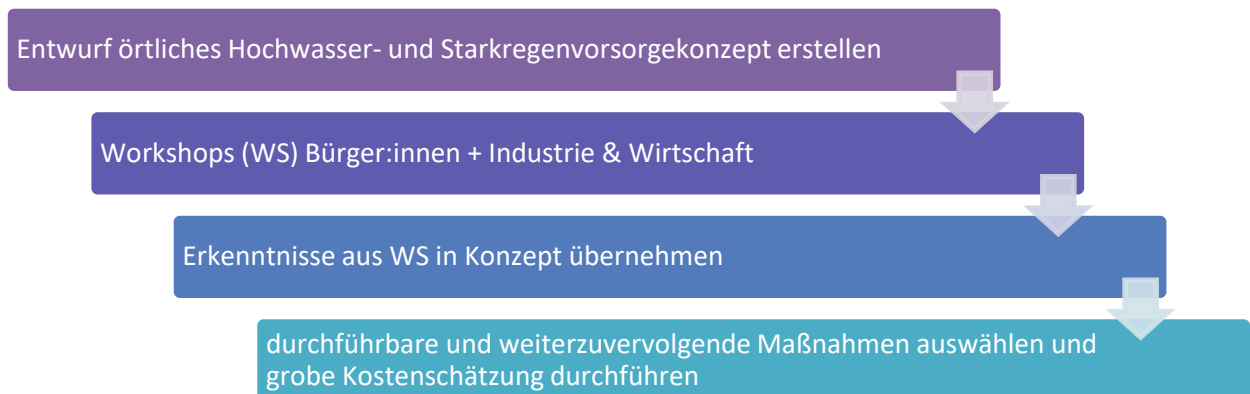 Entwurf örtliches Hochwasser- und Starkregenvorsorgekonzept erstellen
Workshops (WS) Bürger:innen + Industrie & Wirtschaft
Erkenntnisse aus WS in Konzept übernehmen
durchführbare und weiterzuvervolgende Maßnahmen auswählen und
grobe Kostenschätzung durchführen